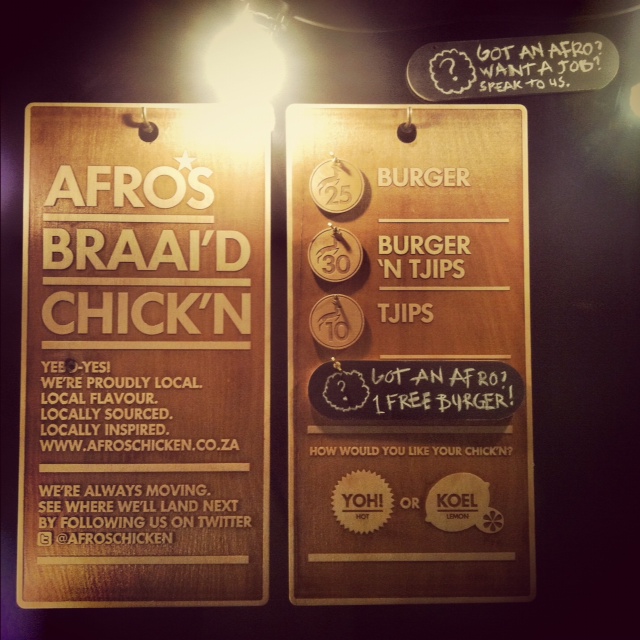 GOT AN AFRO?
WANT A JOB?
SPEAK TO US.
AFRO'S
BRAAI'D
CHICK'N
YEBO-YES!
WE'RE PROUDLY LOCAL.
LOCAL FLAVOUR.
LOCALLY SOURCED.
LOCALLY INSPIRED.
WWW.AFROSCHICKEN.CO.ZA
WE'RE ALWAYS MOVING.
SEE WHERE WE'LL LAND NEXT
BY FOLLOWING US ON TWITTER
@AFROSCHICKEN
25 BURGER
30 BURGER
'N TJIPS
10 TJIPS
? GOT AN AFRO?
1 FREE BURGER!
HOW WOULD YOU LIKE YOUR CHICK'N?
YOH! OR KOEL
HOT LEMON